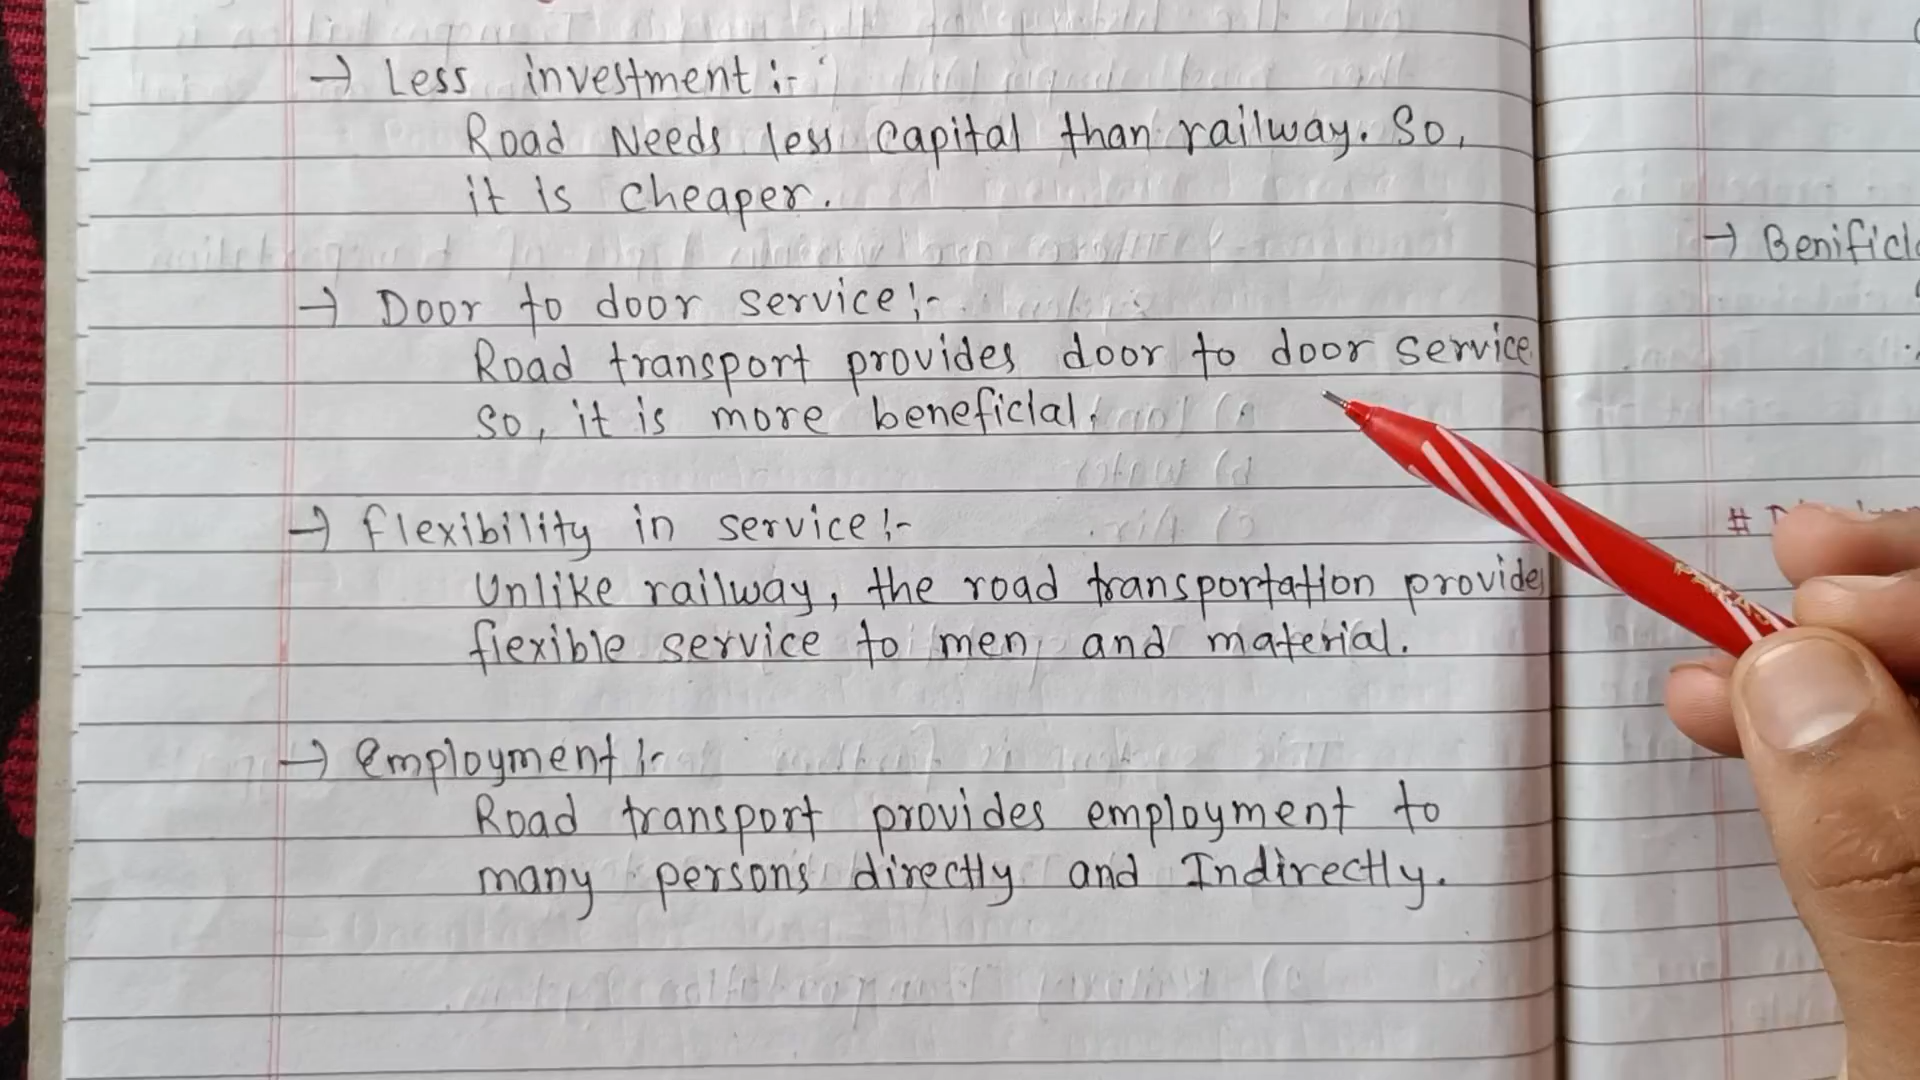 → Less investment :-
Road Needs less capital than railway. So,
it is cheaper.
→ Door to door service :-
Road transport provides door to door service
so, it is more beneficial.
→ flexibility in service :-
Unlike railway, the road transportation provides
flexible service to men and material.
→ employment :-
Road transport provides employment to
many persons directly and Indirectly.
→
#